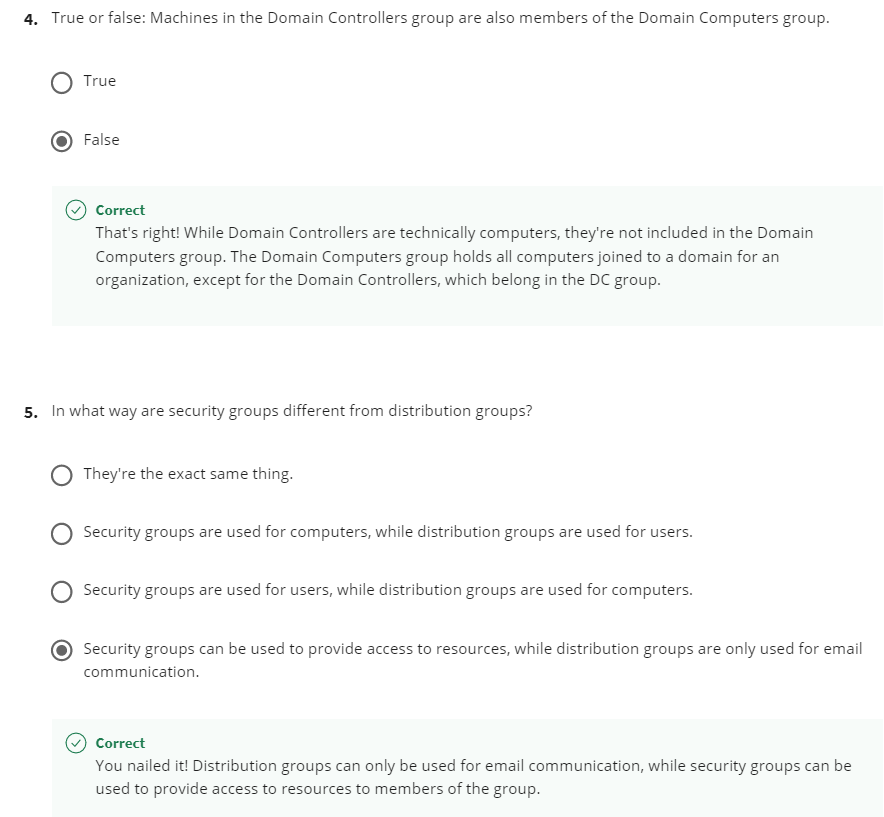 4. True or false: Machines in the Domain Controllers group are also members of the Domain Computers group.
True
False
Correct
That's right! While Domain Controllers are technically computers, they're not included in the Domain
Computers group. The Domain Computers group holds all computers joined to a domain for an
organization, except for the Domain Controllers, which belong in the DC group.
5. In what way are security groups different from distribution groups?
They're the exact same thing.
Security groups are used for computers, while distribution groups are used for users.
Security groups are used for users, while distribution groups are used for computers.
Security groups can be used to provide access to resources, while distribution groups are only used for email
communication.
Correct
You nailed it! Distribution groups can only be used for email communication, while security groups can be
used to provide access to resources to members of the group.